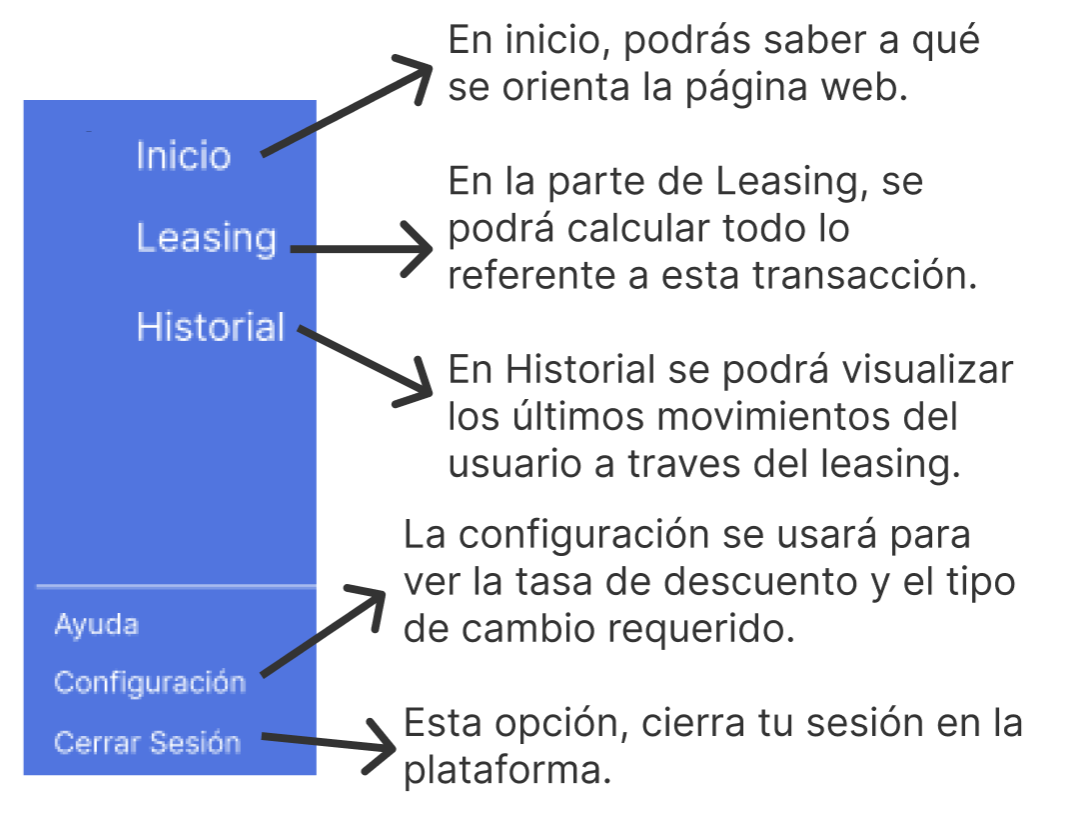 En inicio, podrás saber a qué
se orienta la página web.
Inicio
En la parte de Leasing, se
podrá calcular todo lo
referente a esta transacción.
Leasing
Historial
En Historial se podrá visualizar
los últimos movimientos del
usuario a traves del leasing.
La configuración se usará para
ver la tasa de descuento y el tipo
de cambio requerido.
Ayuda
Configuración
Cerrar Sesión
Esta opción, cierra tu sesión en la
plataforma.